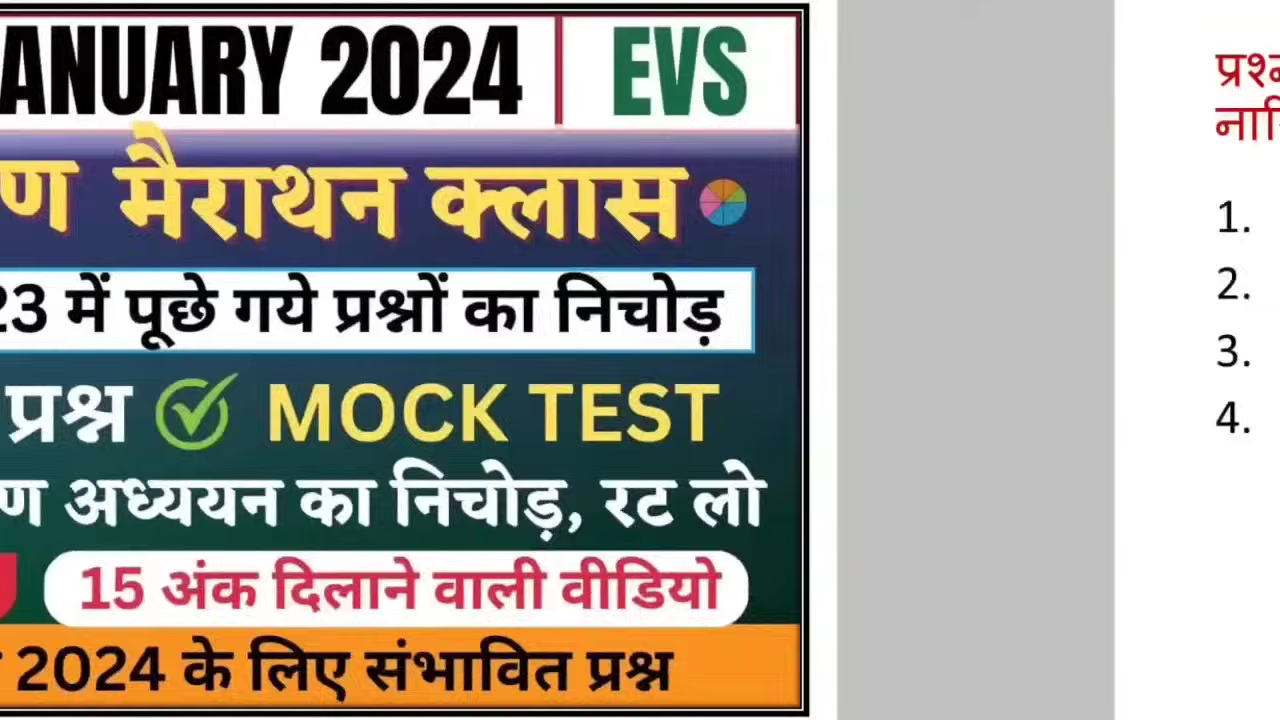 ANUARY 2024 EVS
ण मैराथन क्लास
23 में पूछे गये प्रश्नों का निचोड़
प्रश्न MOCK TEST
ण अध्ययन का निचोड़, रट लो
15 अंक दिलाने वाली वीडियो
2024 के लिए संभावित प्रश्न
1.
2.
3.
4.